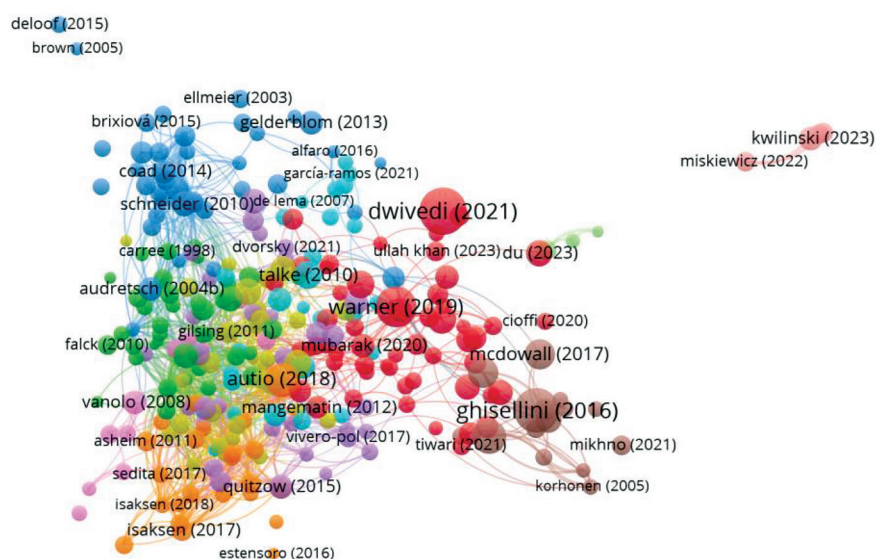 deloof (2015)
brown (2005)
ellmeier (2003)
brixiová (2015)
gelderblom (2013)
kwilinski (2023)
alfaro (2016)
miskiewicz (2022)
coad (2014)
garcía-ramos (2021)
schneider (2010)
de lema (2007)
dwivedi (2021)
carree (1998)
dvorsky (2021)
ullah khan (2023)
du (2023)
talke (2010)
audretsch (2004b)
warner (2019)
cioffi (2020)
gilsing (2011)
falck (2010)
mubarak (2020)
mcdowall (2017)
autio (2018)
vanolo (2008)
mangematin (2012)
ghisellini (2016)
asheim (2011)
vivero-pol (2017)
tiwari (2021)
mikhno (2021)
sedita (2017)
quitzow (2015)
korhonen (2005)
isaksen (2018)
isaksen (2017)
estensoro (2016)